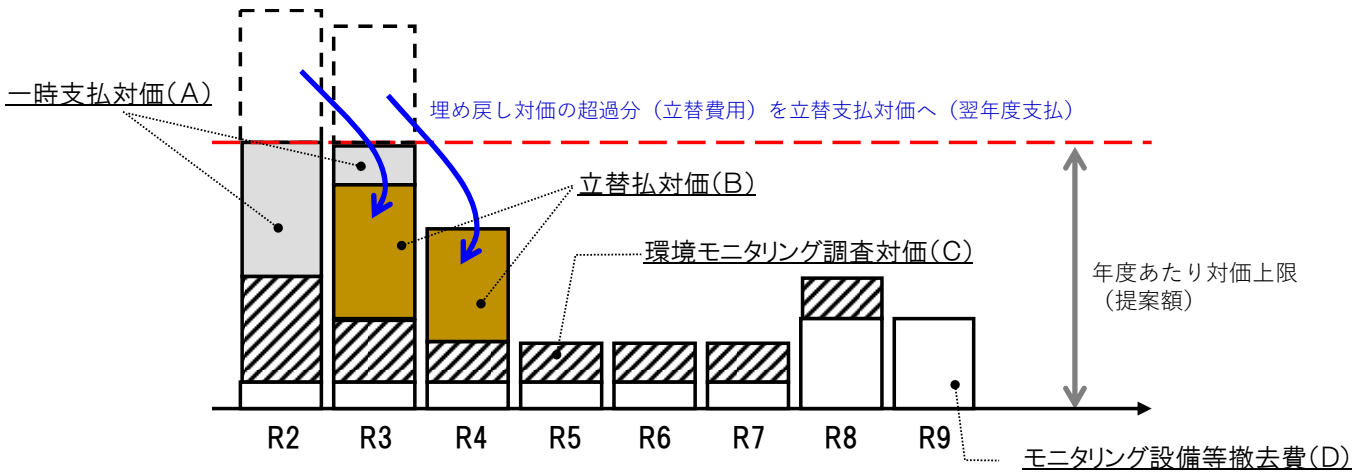 一時支払対価(A)
埋め戻し対価の超過分（立替費用）を立替支払対価へ（翌年度支払）
立替払対価(B)
環境モニタリング調査対価(C)
年度あたり対価上限
（提案額）
R2 R3 R4 R5 R6 R7 R8 R9
モニタリング設備等撤去費(D)